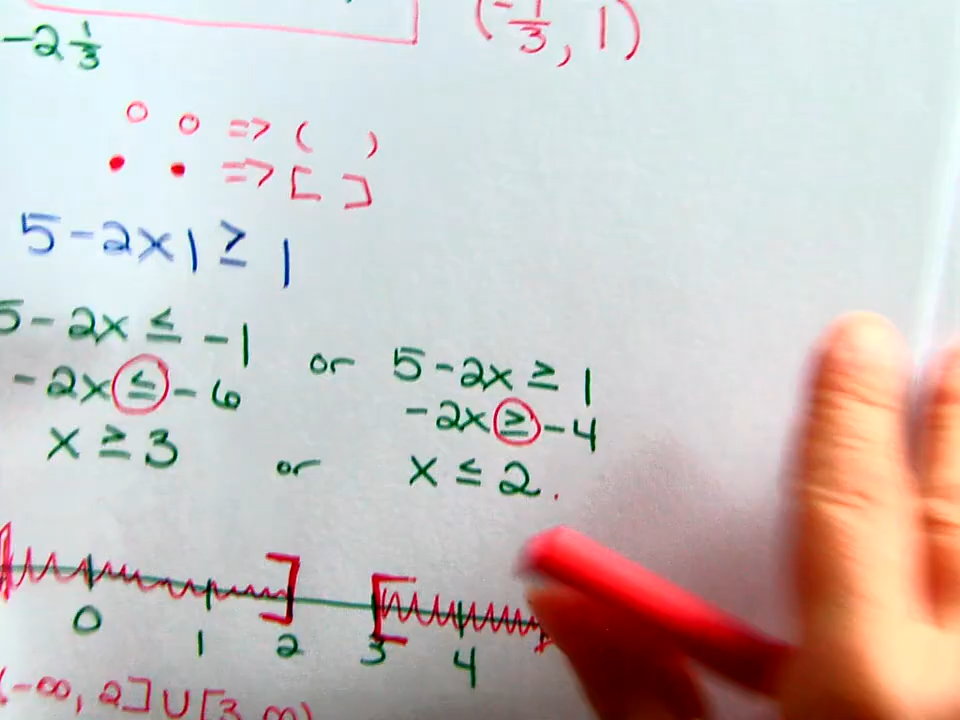 -2 1/3 (-1/3, 1)
○ ○ => ( )
• • => [ ]
5-2x| ≥ 1
5-2x ≤ -1 or 5-2x ≥ 1
-2x ≤ -6 -2x ≥ -4
x ≥ 3 or x ≤ 2.
0 1 2 3 4
(-∞, 2] U [3, ∞)